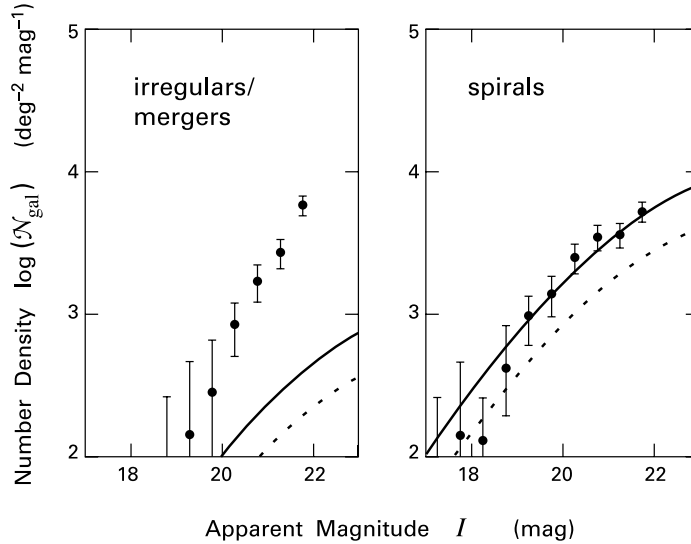 Number Density log (𝒩gal) (deg⁻² mag⁻¹)
5
4
3
2
irregulars/
mergers
18
20
22
5
4
3
2
spirals
18
20
22
Apparent Magnitude I (mag)